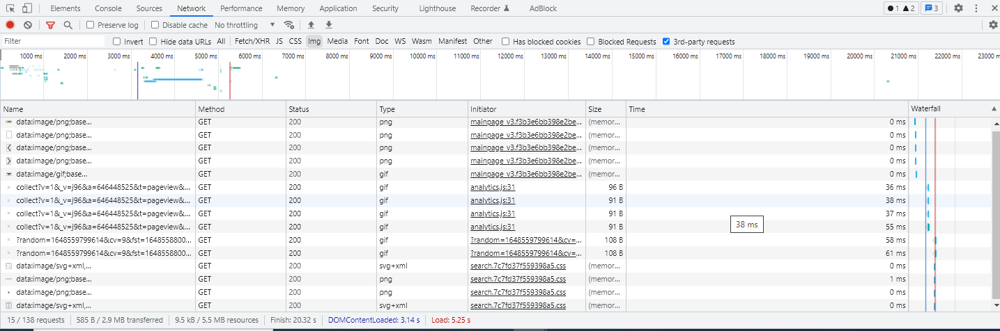 Elements Console Sources Network Performance Memory Application Security Lighthouse Recorder AdBlock 1 2 3
Preserve log Disable cache No throttling
Filter Invert Hide data URLs All Fetch/XHR JS CSS Img Media Font Doc WS Wasm Manifest Other Has blocked cookies Blocked Requests 3rd-party requests
1000 ms 2000 ms 3000 ms 4000 ms 5000 ms 6000 ms 7000 ms 8000 ms 9000 ms 10000 ms 11000 ms 12000 ms 13000 ms 14000 ms 15000 ms 16000 ms 17000 ms 18000 ms 19000 ms 20000 ms 21000 ms 22000 ms 23000 ms
Name Method Status Type Initiator Size Time Waterfall
data:image/png;base... GET 200 png mainpage_v3.f3b3e6bb398e2be... (memor... 0 ms
data:image/png;base... GET 200 png mainpage_v3.f3b3e6bb398e2be... (memor... 0 ms
data:image/png;base... GET 200 png mainpage_v3.f3b3e6bb398e2be... (memor... 0 ms
data:image/png;base... GET 200 png mainpage_v3.f3b3e6bb398e2be... (memor... 0 ms
data:image/gif;base... GET 200 gif mainpage_v3.f3b3e6bb398e2be... (memor... 0 ms
collect?v=1&_v=j96&a=646448525&t=pageview&... GET 200 gif analytics.js:31 96 B 36 ms
collect?v=1&_v=j96&a=646448525&t=pageview&... GET 200 gif analytics.js:31 91 B 38 ms
collect?v=1&_v=j96&a=646448525&t=pageview&... GET 200 gif analytics.js:31 91 B 37 ms
collect?v=1&_v=j96&a=646448525&t=pageview&... GET 200 gif analytics.js:31 91 B 55 ms
38 ms
?random=1648559799614&cv=9&fst=1648558800... GET 200 gif ?random=1648559799614&cv=... 108 B 58 ms
?random=1648559799614&cv=9&fst=1648558800... GET 200 gif ?random=1648559799614&cv=... 108 B 61 ms
data:image/svg+xml,... GET 200 svg+xml search.7c7fd37f559398a5.css (memor... 0 ms
data:image/png;base... GET 200 png search.7c7fd37f559398a5.css (memor... 1 ms
data:image/png;base... GET 200 png search.7c7fd37f559398a5.css (memor... 0 ms
data:image/svg+xml,... GET 200 svg+xml search.7c7fd37f559398a5.css (memor... 0 ms
15 / 138 requests 585 B / 2.9 MB transferred 9.5 kB / 5.5 MB resources Finish: 20.32 s DOMContentLoaded: 3.14 s Load: 5.25 s